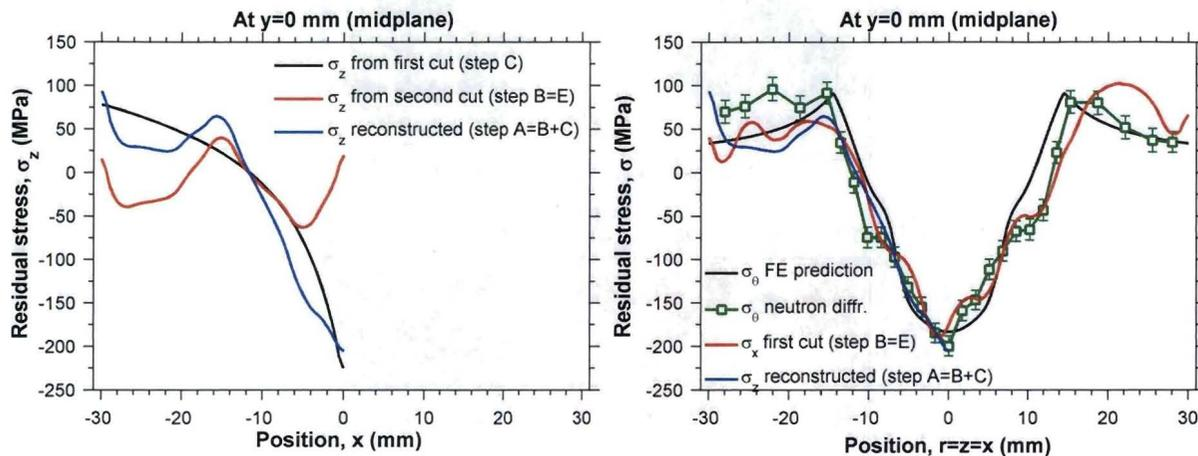 At y=0 mm (midplane)
150
100
50
0
-50
-100
-150
-200
-250
Residual stress, σz (MPa)
σz from first cut (step C)
σz from second cut (step B=E)
σz reconstructed (step A=B+C)
-30
-20
-10
0
10
20
30
Position, x (mm)
At y=0 mm (midplane)
150
100
50
0
-50
-100
-150
-200
-250
Residual stress, σ (MPa)
σθ FE prediction
σθ neutron diffr.
σx first cut (step B=E)
σz reconstructed (step A=B+C)
-30
-20
-10
0
10
20
30
Position, r=z=x (mm)